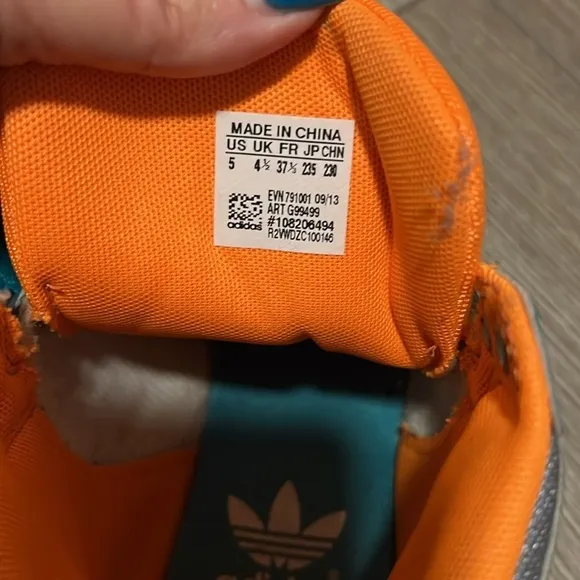 MADE IN CHINA
US UK FR JP CHN
5 4½ 37⅓ 235 230
EVN 791001 09/13
ART G99499
#108206494
R2VWDZC100146
adidas
adidas